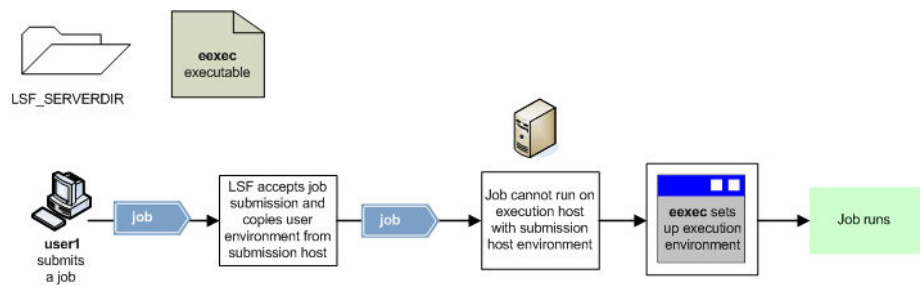 eexec
executable
LSF_SERVERDIR
user1
submits
a job
job
LSF accepts job
submission and
copies user
environment from
submission host
job
Job cannot run on
execution host
with submission
host environment
eexec sets
up execution
environment
Job runs